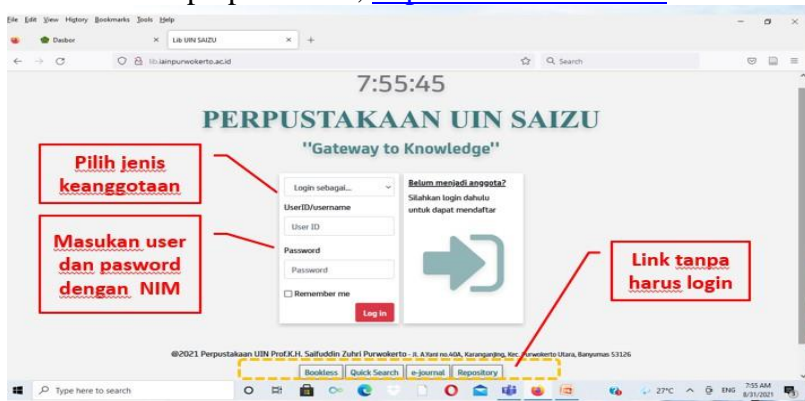 File Edit View History Bookmarks Tools Help
Dasbor
Lib UIN SAIZU
lib.iainpurwokerto.ac.id
Search
7:55:45
PERPUSTAKAAN UIN SAIZU
"Gateway to Knowledge"
Pilih jenis
keanggotaan
Login sebagai...
UserID/username
User ID
Password
Password
Remember me
Log in
Belum menjadi anggota?
Silahkan login dahulu
untuk dapat mendaftar
Masukan user
dan pasword
dengan NIM
Link tanpa
harus login
@2021 Perpustakaan UIN Prof.K.H. Saifuddin Zuhri Purwokerto - Jl. A.Yani no.40A, Karanganjing, Kec. Purwokerto Utara, Banyumas 53126
Bookless Quick Search e-journal Repository
Type here to search
27°C
ENG
7:55 AM
8/31/2021